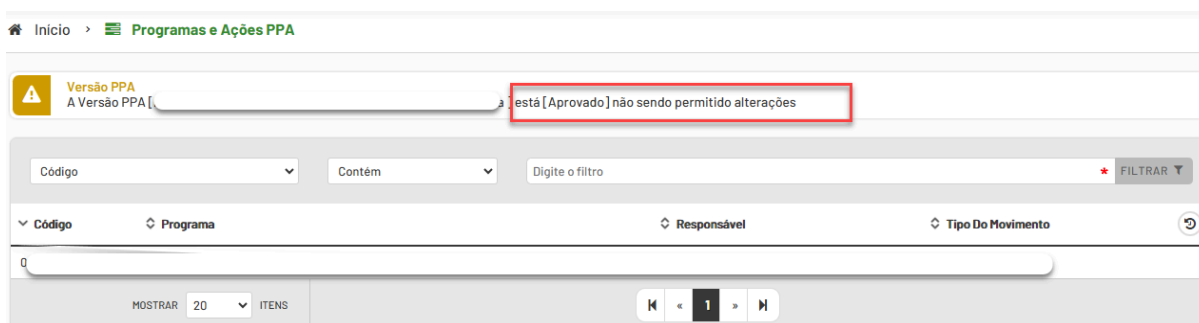 Início > Programas e Ações PPA
Versão PPA
A Versão PPA [ ] está [Aprovado] não sendo permitido alterações
Código Contém Digite o filtro * FILTRAR
Código Programa Responsável Tipo Do Movimento
MOSTRAR 20 ITENS « 1 »